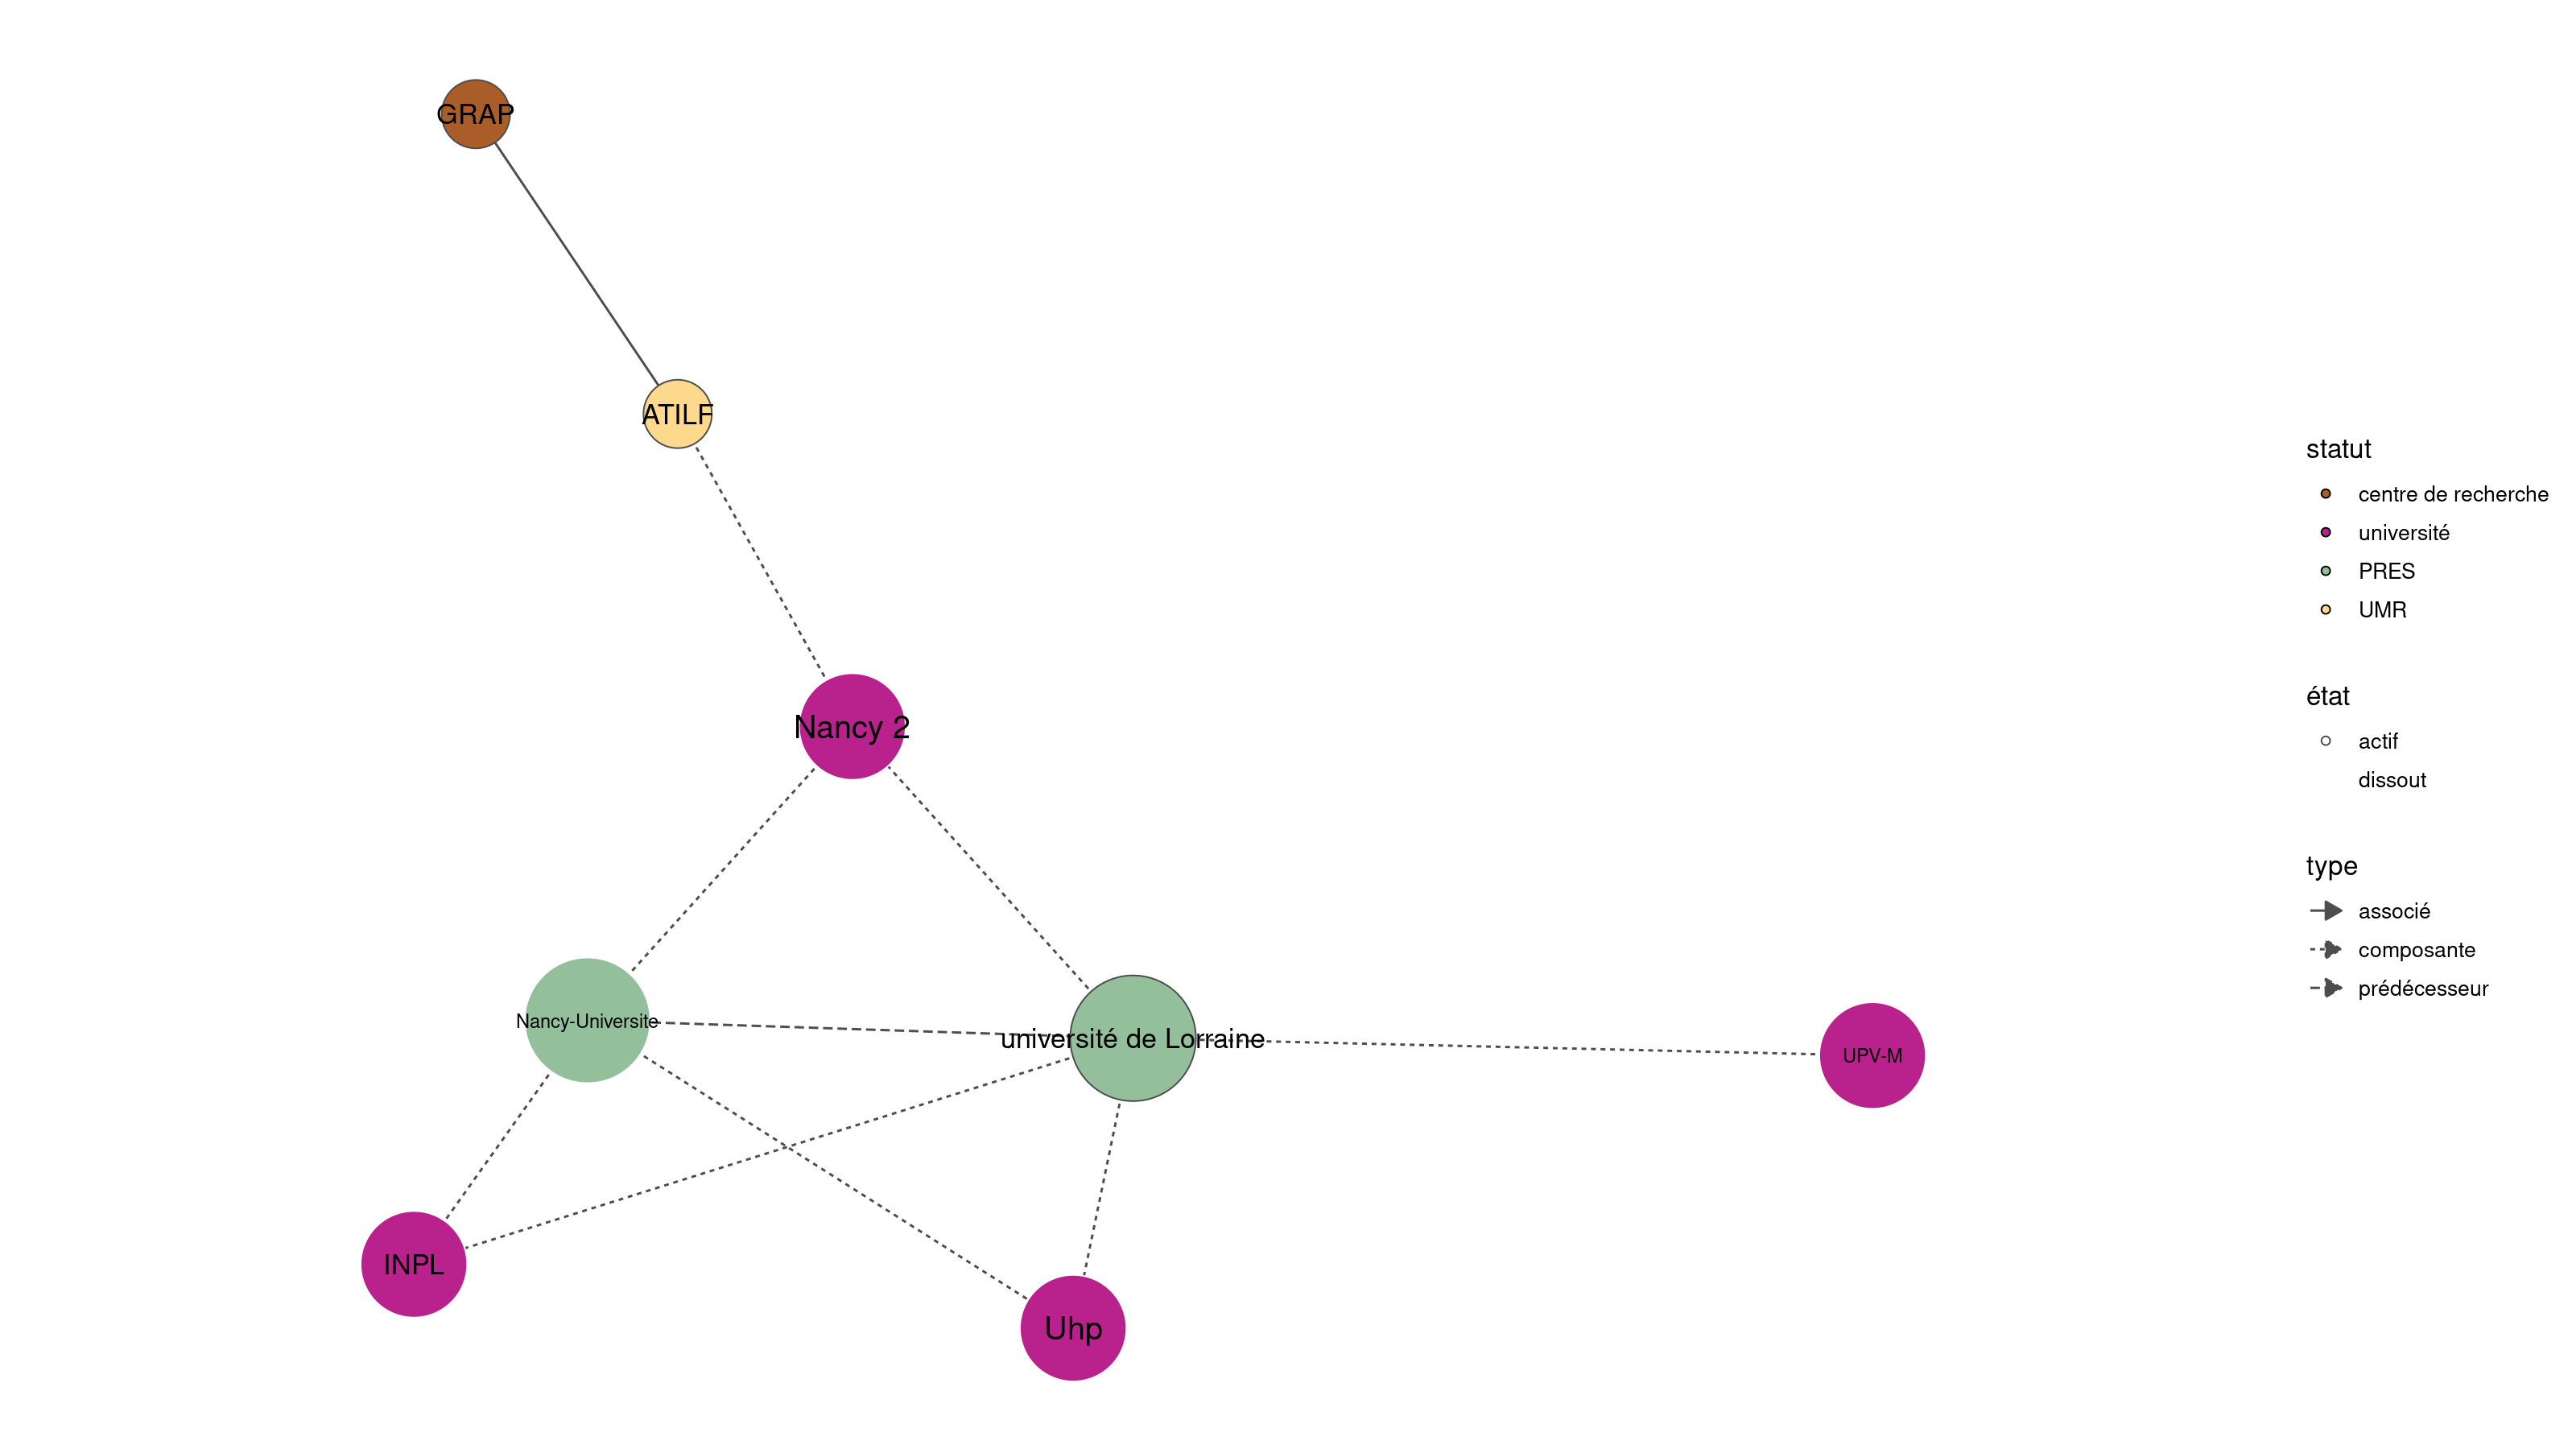 GRAP
ATILF
Nancy 2
Nancy-Universite
université de Lorraine
UPV-M
INPL
Uhp
statut
centre de recherche
université
PRES
UMR
état
actif
dissout
type
associé
composante
prédécesseur